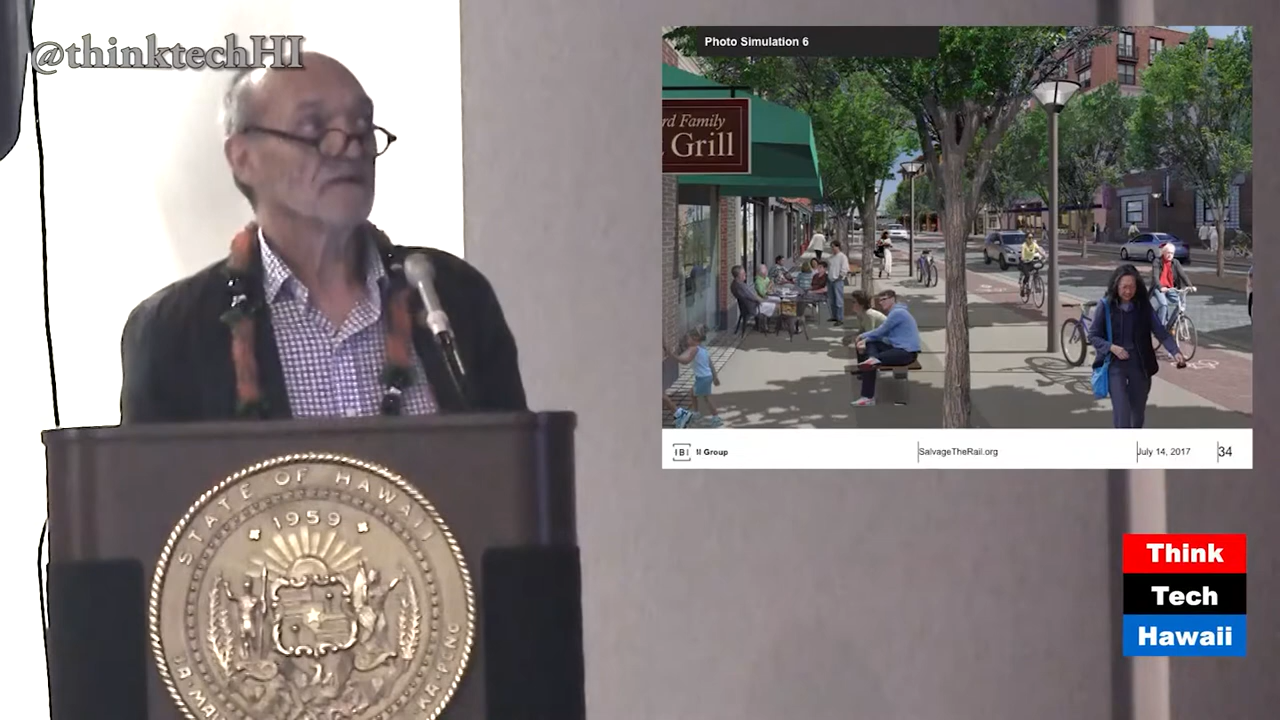 @thinktechHI
Photo Simulation 6
rd Family
Grill
IBI
Group
SalvageTheRail.org
July 14, 2017
34
STATE OF HAWAII
1959
Think
Tech
Hawaii